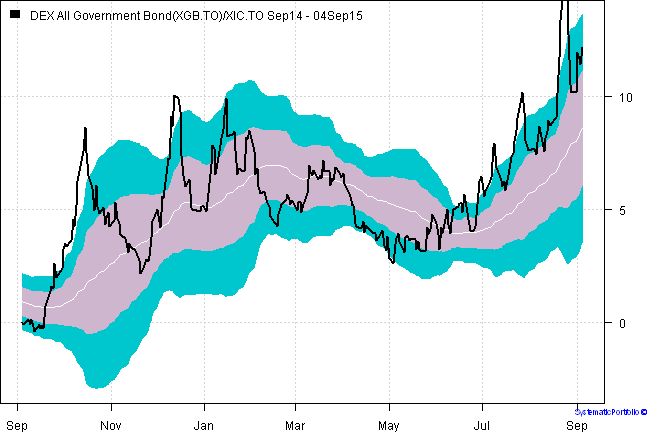 DEX All Government Bond(XGB.TO)/XIC.TO Sep14 - 04Sep15
10
5
0
Sep Nov Jan Mar May Jul Sep
SystematicPortfolio ©